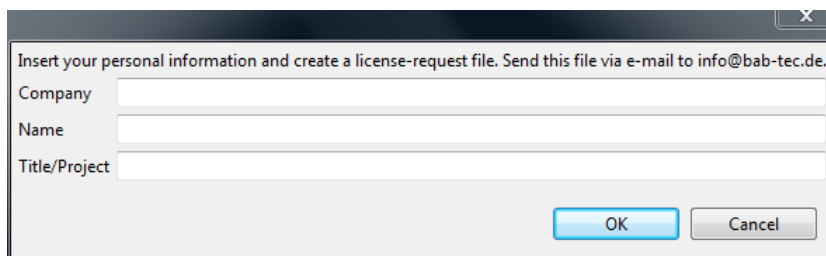 Insert your personal information and create a license-request file. Send this file via e-mail to info@bab-tec.de.
Company
Name
Title/Project
OK Cancel